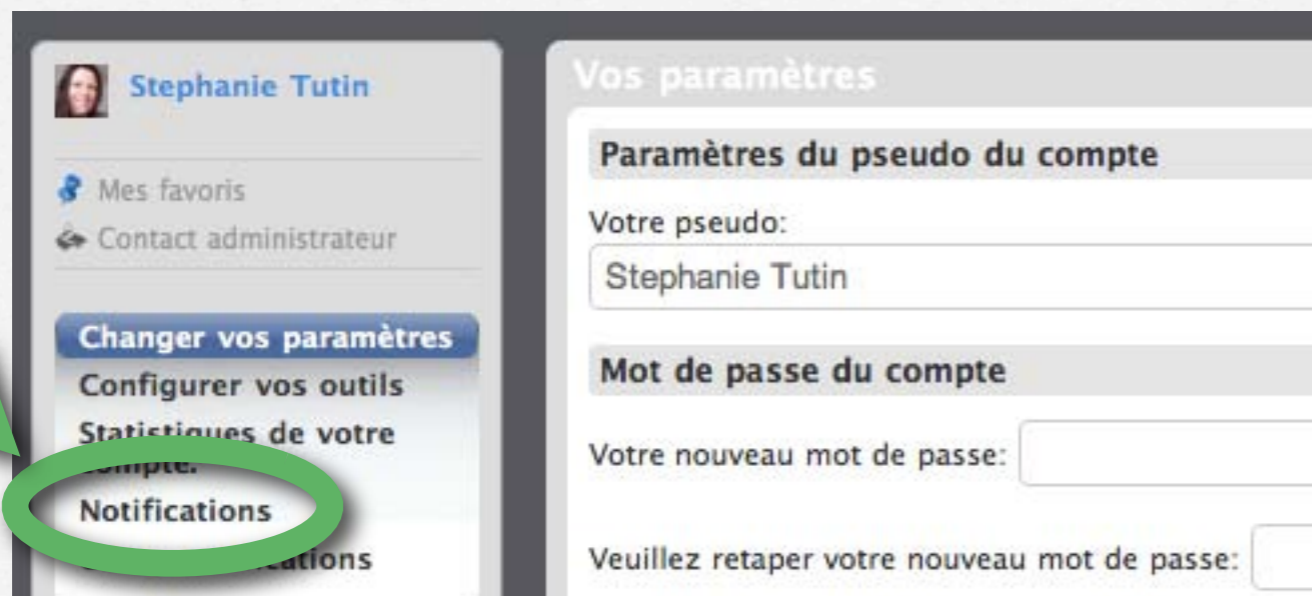 Stephanie Tutin
Mes favoris
Contact administrateur
Changer vos paramètres
Configurer vos outils
Statistiques de votre
compte.
Notifications
Vos paramètres
Paramètres du pseudo du compte
Votre pseudo:
Stephanie Tutin
Mot de passe du compte
Votre nouveau mot de passe:
Veuillez retaper votre nouveau mot de passe: